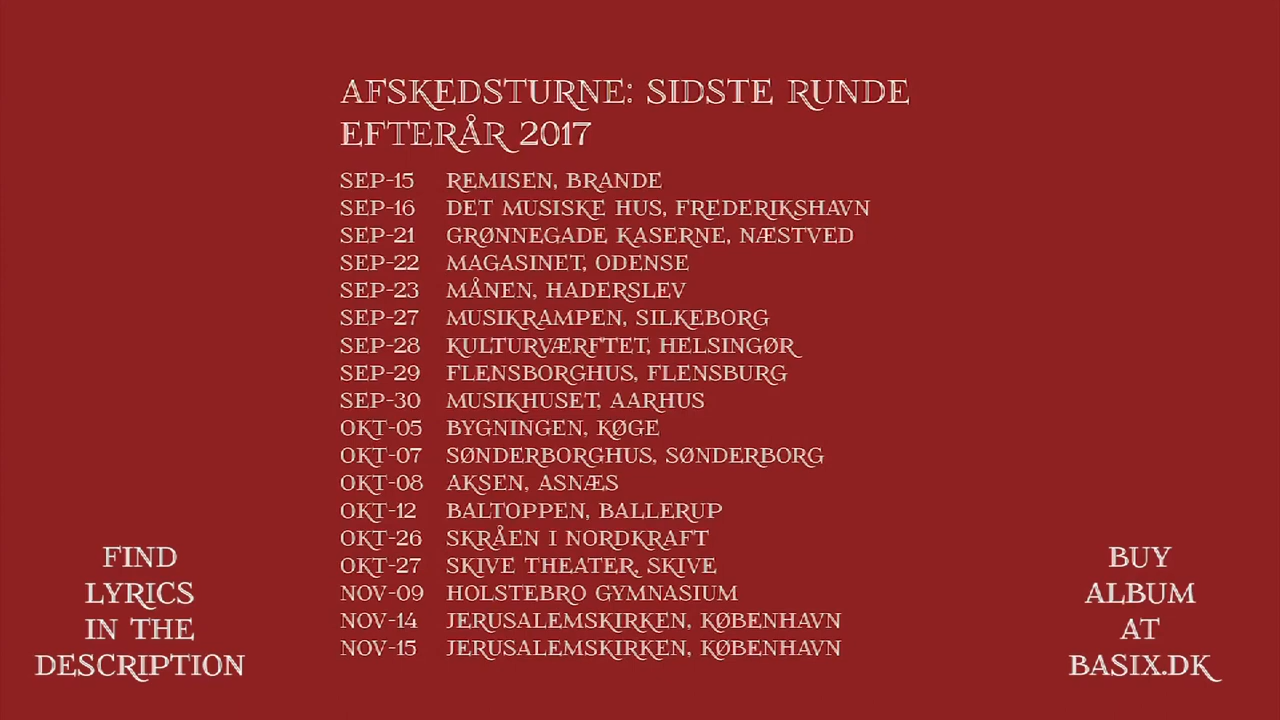 AFSKEDSTURNE: SIDSTE RUNDE
EFTERÅR 2017
SEP-15 REMISEN, BRANDE
SEP-16 DET MUSISKE HUS, FREDERIKSHAVN
SEP-21 GRØNNEGADE KASERNE, NÆSTVED
SEP-22 MAGASINET, ODENSE
SEP-23 MÅNEN, HADERSLEV
SEP-27 MUSIKRAMPEN, SILKEBORG
SEP-28 KULTURVÆRFTET, HELSINGØR
SEP-29 FLENSBORGHUS, FLENSBURG
SEP-30 MUSIKHUSET, AARHUS
OKT-05 BYGNINGEN, KØGE
OKT-07 SØNDERBORGHUS, SØNDERBORG
OKT-08 AKSEN, ASNÆS
OKT-12 BALTOPPEN, BALLERUP
OKT-26 SKRÅEN I NORDKRAFT
OKT-27 SKIVE THEATER, SKIVE
NOV-09 HOLSTEBRO GYMNASIUM
NOV-14 JERUSALEMSKIRKEN, KØBENHAVN
NOV-15 JERUSALEMSKIRKEN, KØBENHAVN
FIND
LYRICS
IN THE
DESCRIPTION
BUY
ALBUM
AT
BASIX.DK